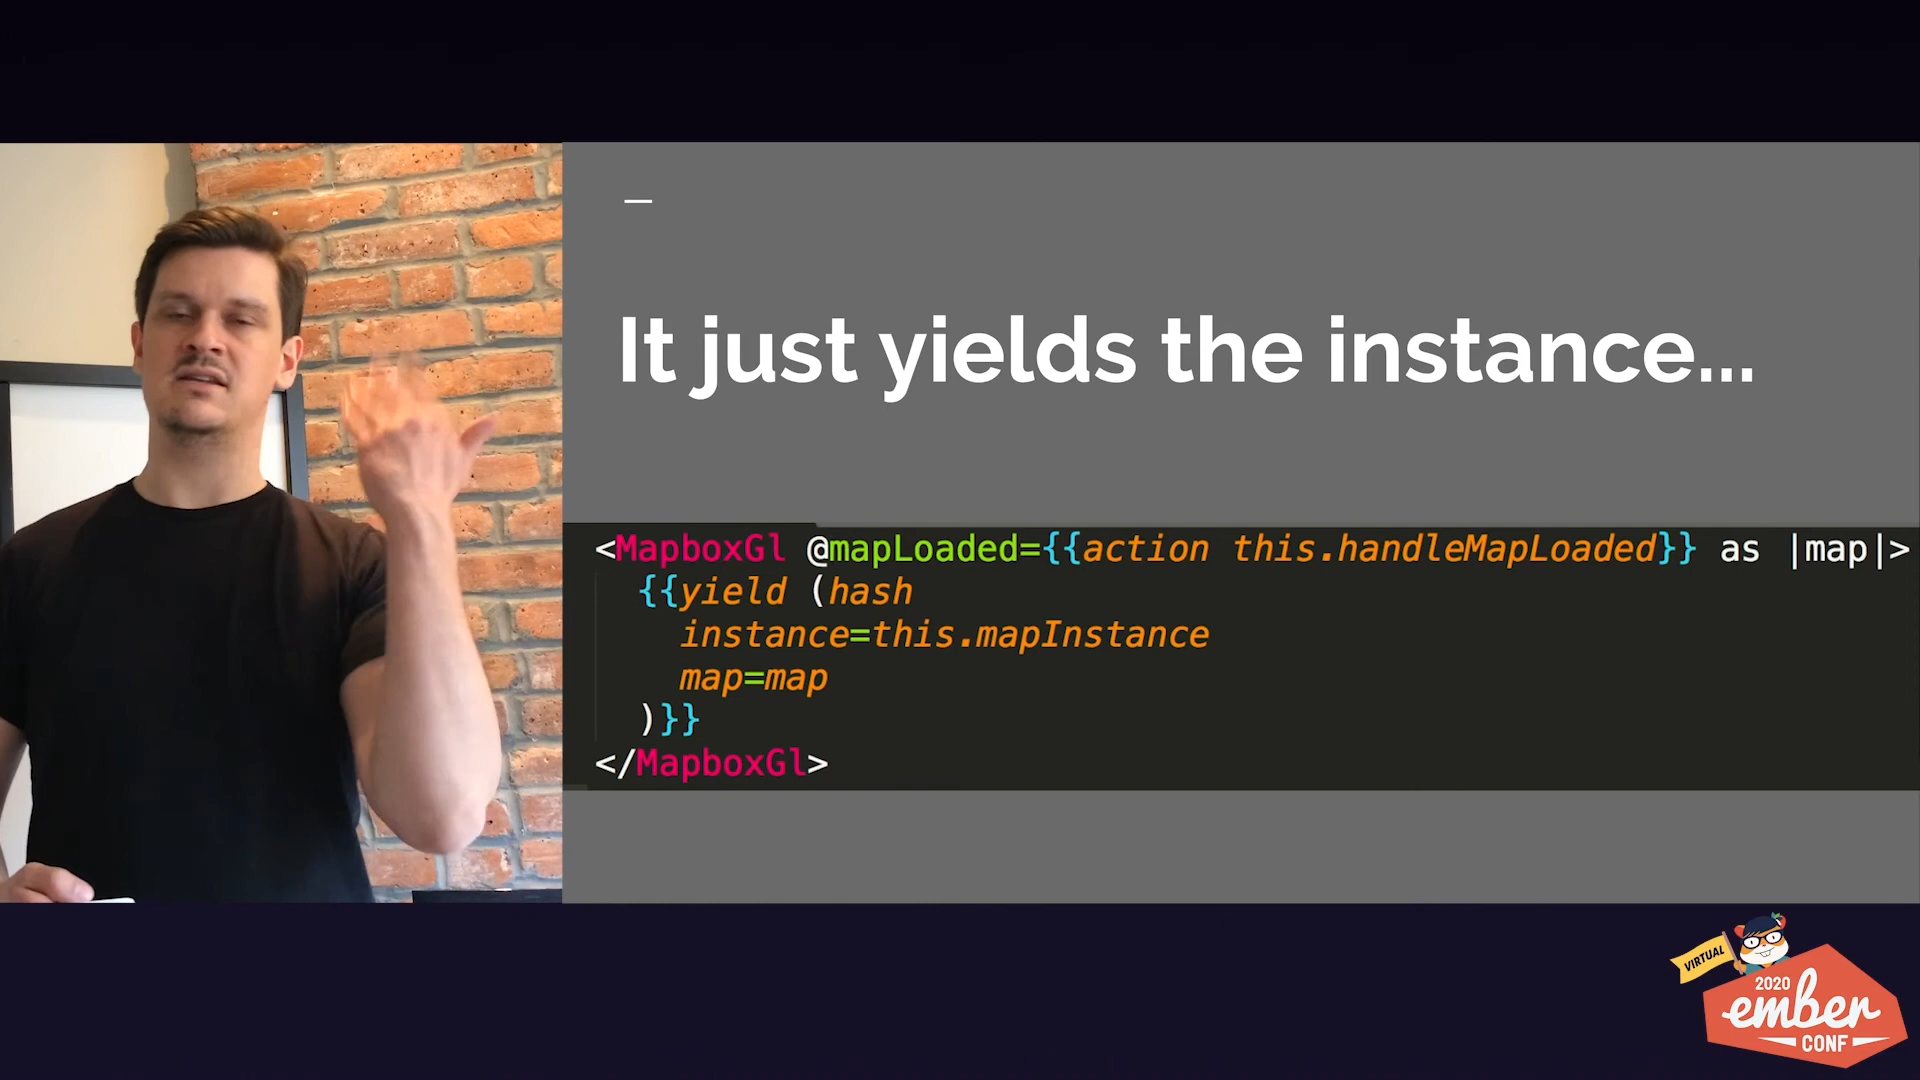 It just yields the instance...
<MapboxGl @mapLoaded={{action this.handleMapLoaded}} as |map|>
{{yield (hash
instance=this.mapInstance
map=map
)}}
</MapboxGl>
VIRTUAL
2020
ember
CONF